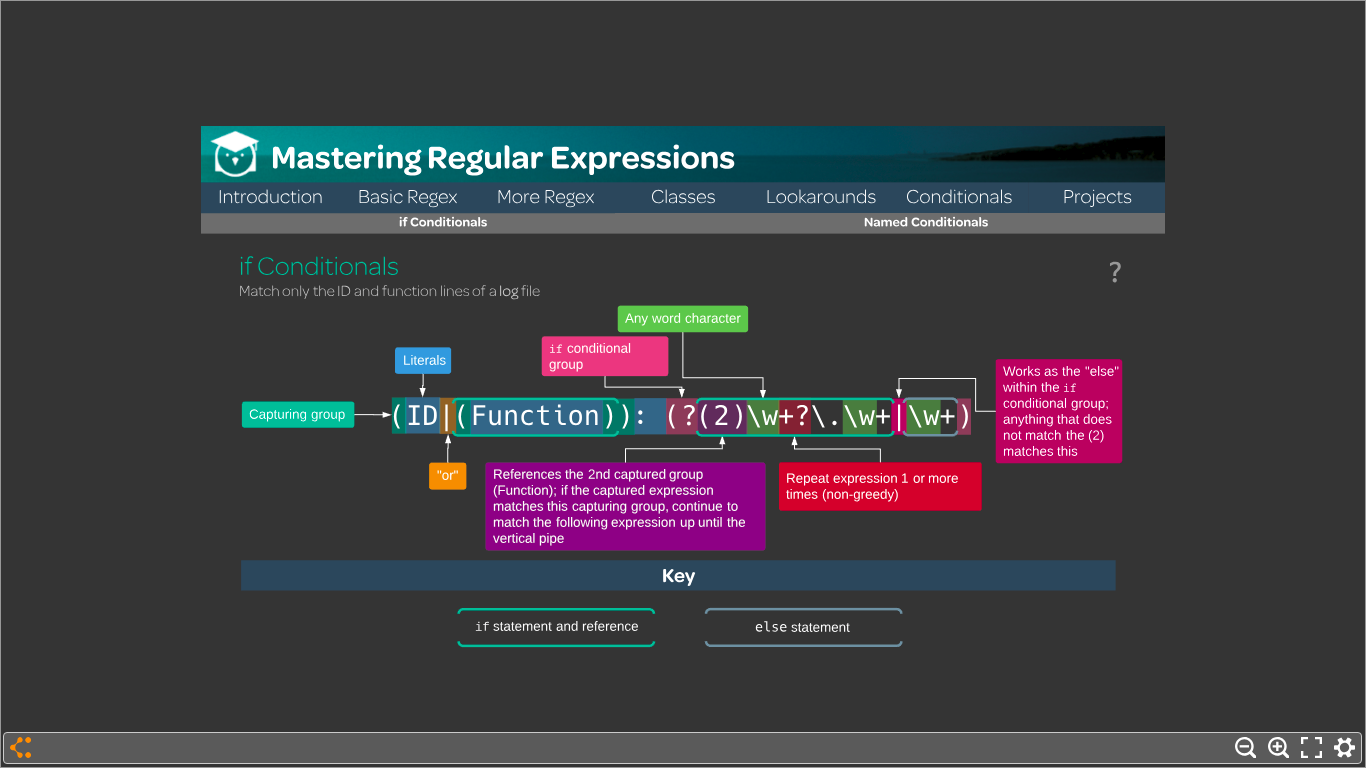 Mastering Regular Expressions
Introduction Basic Regex More Regex Classes Lookarounds Conditionals Projects
if Conditionals Named Conditionals
if Conditionals
?
Match only the ID and function lines of a log file
Any word character
if conditional
group
Literals
Works as the "else"
within the if
conditional group;
anything that does
not match the (2)
matches this
Capturing group
(ID|(Function)): (?(2)\w+?\.\w+|\w+)
"or"
References the 2nd captured group
(Function); if the captured expression
matches this capturing group, continue to
match the following expression up until the
vertical pipe
Repeat expression 1 or more
times (non-greedy)
Key
if statement and reference
else statement